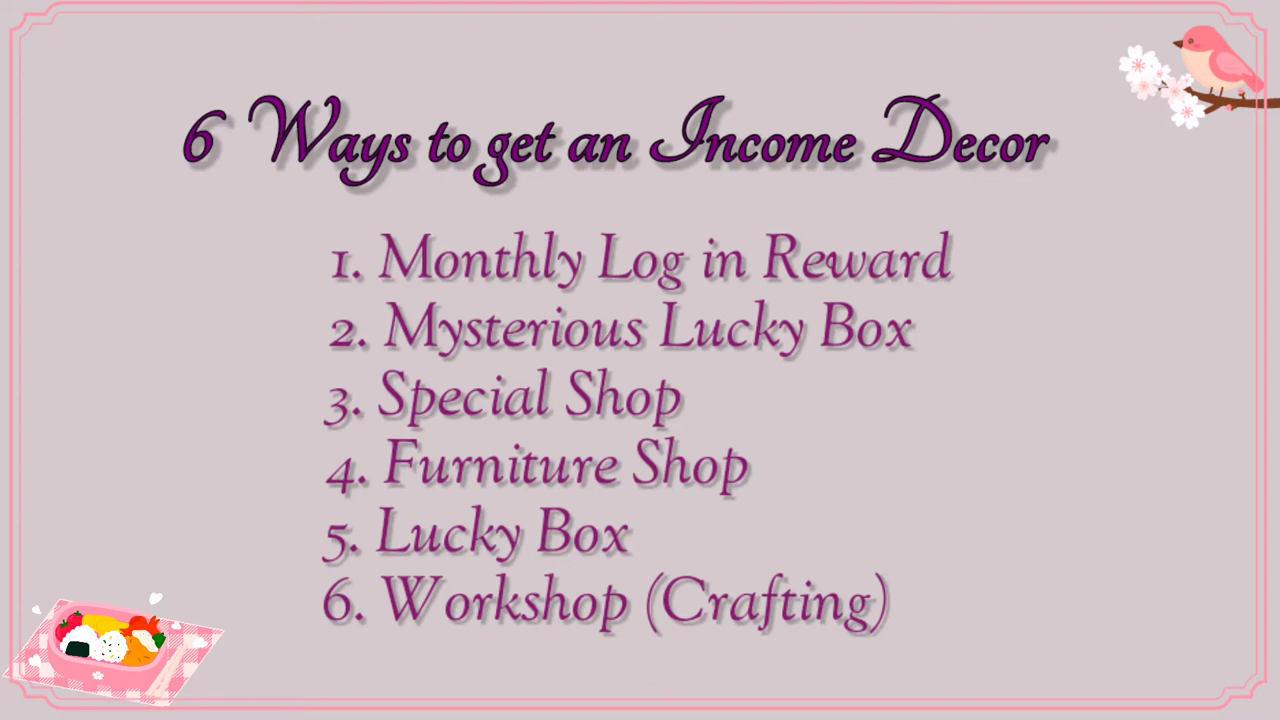 6 Ways to get an Income Decor
1. Monthly Log in Reward
2. Mysterious Lucky Box
3. Special Shop
4. Furniture Shop
5. Lucky Box
6. Workshop (Crafting)